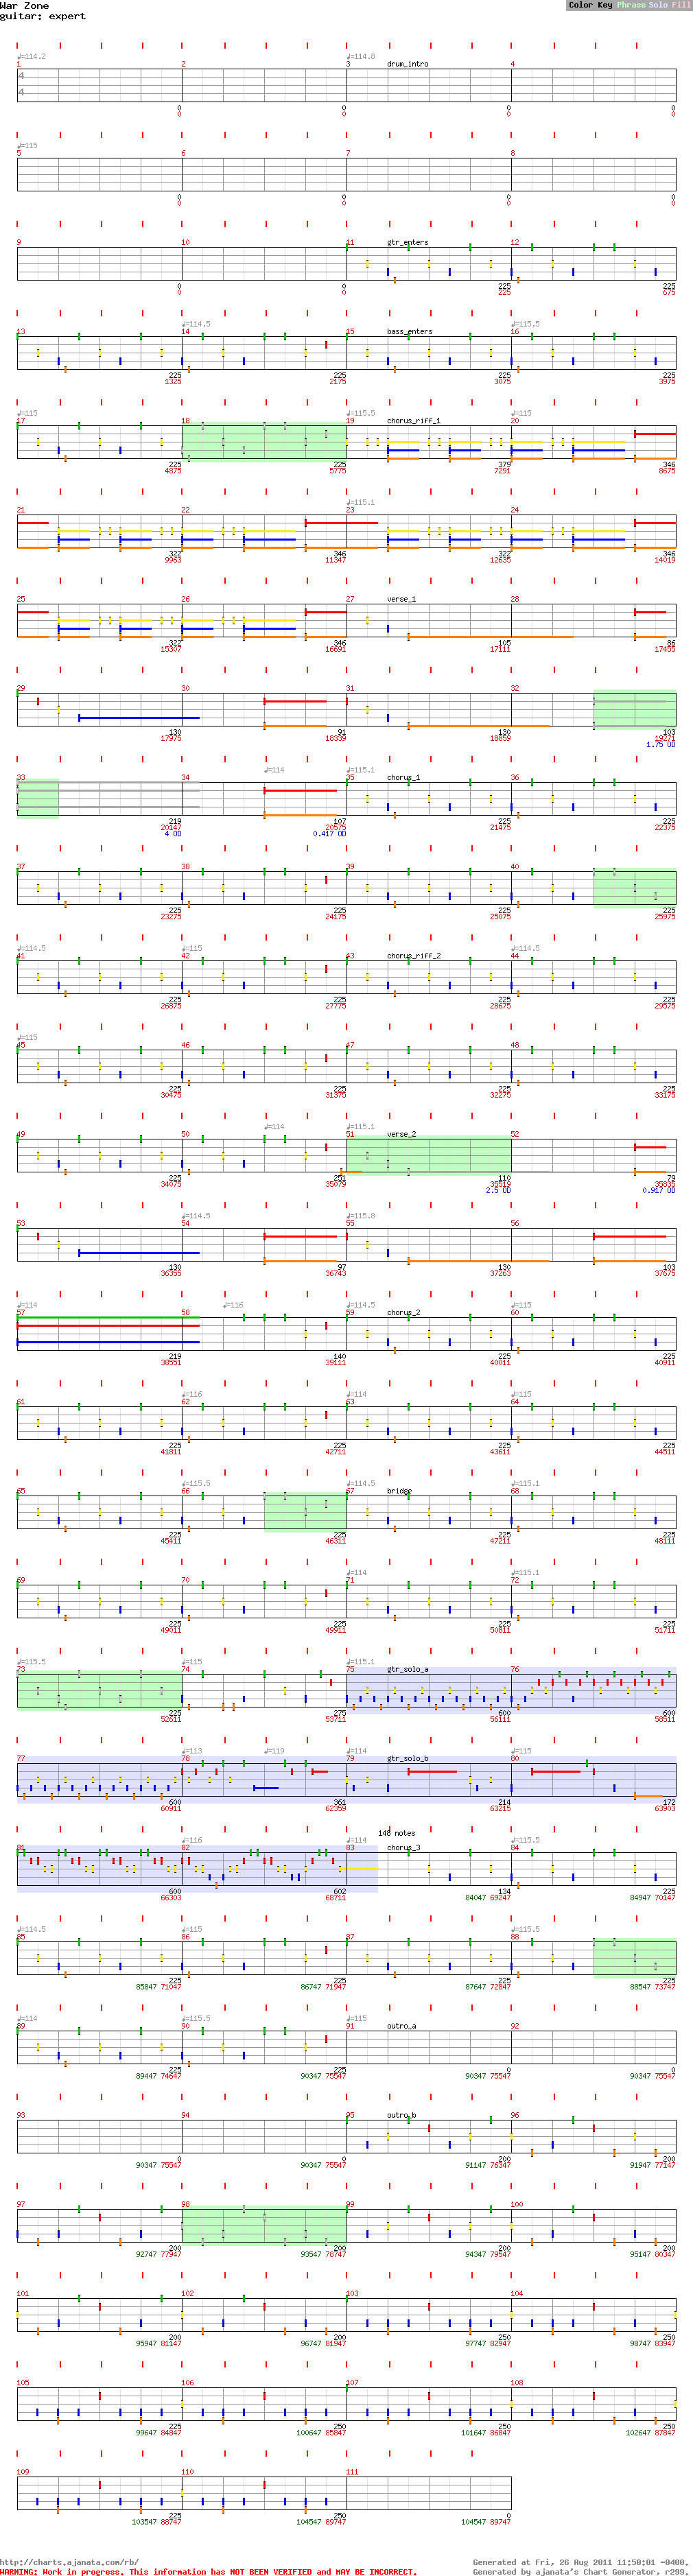 War Zone
Color Key Phrase Solo Fill
guitar: expert
♩=114.2 ♩=114.8
1 2 3 drum_intro 4
4
4
0 0 0 0
0 0 0 0
♩=115
5 6 7 8
0 0 0 0
0 0 0 0
9 10 11 gtr_enters 12
0 0 225 225
0 0 225 675
♩=114.5 ♩=115.5
13 14 15 bass_enters 16
225 225 225 225
1325 2175 3075 3975
♩=115 ♩=115.5 ♩=115
17 18 19 chorus_riff_1 20
225 225 379 346
4875 5775 7291 8675
♩=115.1
21 22 23 24
322 346 322 346
9963 11347 12635 14019
25 26 27 verse_1 28
322 346 105 86
15307 16691 17111 17455
29 30 31 32
130 91 130 103
17975 18339 18859 19271
1.75 OD
♩=114 ♩=115.1
33 34 35 chorus_1 36
219 107 225 225
20147 20575 21475 22375
4 OD 0.417 OD
37 38 39 40
225 225 225 225
23275 24175 25075 25975
♩=114.5 ♩=115 ♩=114.5
41 42 43 chorus_riff_2 44
225 225 225 225
26875 27775 28675 29575
♩=115
45 46 47 48
225 225 225 225
30475 31375 32275 33175
♩=114 ♩=115.1
49 50 51 verse_2 52
225 251 110 79
34075 35079 35519 35835
2.5 OD 0.917 OD
♩=114.5 ♩=115.8
53 54 55 56
130 97 130 103
36355 36743 37263 37675
♩=114 ♩=116 ♩=114.5 ♩=115
57 58 59 chorus_2 60
219 140 225 225
38551 39111 40011 40911
♩=116 ♩=114 ♩=115
61 62 63 64
225 225 225 225
41811 42711 43611 44511
♩=115.5 ♩=114.5 ♩=115.1
65 66 67 bridge 68
225 225 225 225
45411 46311 47211 48111
♩=114 ♩=115.1
69 70 71 72
225 225 225 225
49011 49911 50811 51711
♩=115.5 ♩=115 ♩=115.1
73 74 75 gtr_solo_a 76
225 271 600 600
52611 53711 56111 58511
♩=113 ♩=119 ♩=114 ♩=115
77 78 79 gtr_solo_b 80
600 361 214 172
60911 62359 63215 63903
148 notes
♩=116 ♩=114 ♩=115.5
81 82 83 chorus_3 84
600 602 134 225
66303 68711 84047 69247 84947 70147
♩=114.5 ♩=115 ♩=115.5
85 86 87 88
225 225 225 225
85847 71047 86747 71947 87647 72847 88547 73747
♩=114 ♩=115.5 ♩=115
89 90 91 outro_a 92
225 225 0 0
89447 74647 90347 75547 90347 75547 90347 75547
93 94 95 outro_b 96
0 0 200 200
90347 75547 90347 75547 91147 76347 91947 77147
97 98 99 100
200 200 200 200
92747 77947 93547 78747 94347 79547 95147 80347
101 102 103 104
200 200 250 250
95947 81147 96747 81947 97747 82947 98747 83947
105 106 107 108
225 250 250 250
99647 84847 100647 85847 101647 86847 102647 87847
109 110 111
225 250 0
103547 88747 104547 89747 104547 89747
http://charts.ajanata.com/rb/
Generated at Fri, 26 Aug 2011 11:50:01 -0400.
WARNING: Work in progress. This information has NOT BEEN VERIFIED and MAY BE INCORRECT.
Generated by ajanata's Chart Generator, r299.